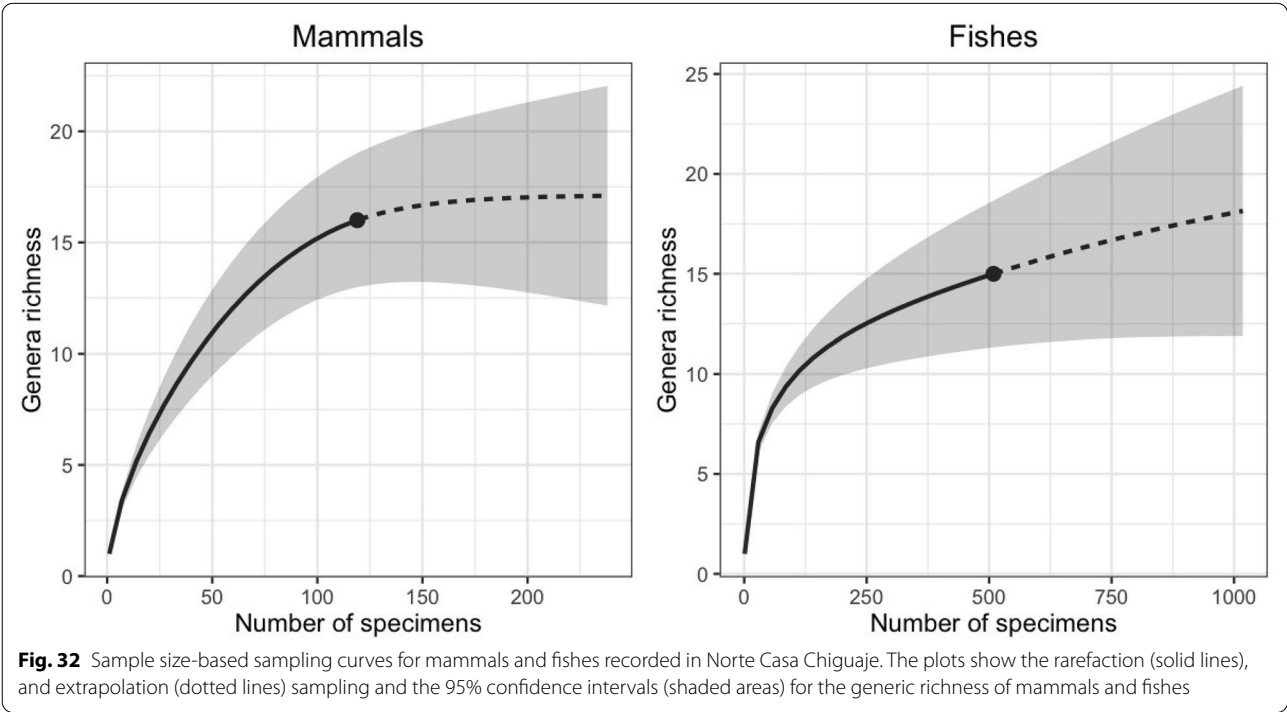 Mammals
Fishes
Genera richness
20
15
10
5
0
0 50 100 150 200
Number of specimens
Genera richness
25
20
15
10
5
0
0 250 500 750 1000
Number of specimens
Fig. 32 Sample size-based sampling curves for mammals and fishes recorded in Norte Casa Chiguaje. The plots show the rarefaction (solid lines),
and extrapolation (dotted lines) sampling and the 95% confidence intervals (shaded areas) for the generic richness of mammals and fishes